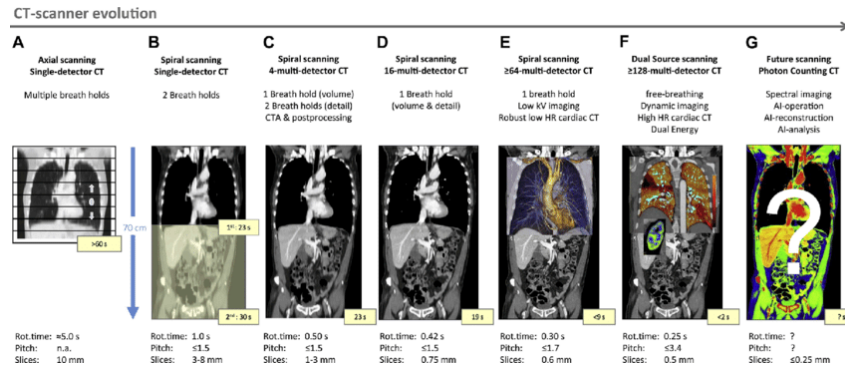 CT-scanner evolution
A
Axial scanning
Single-detector CT
Multiple breath holds
>60 s
Rot.time: ≈5.0 s
Pitch: n.a.
Slices: 10 mm
70 cm
B
Spiral scanning
Single-detector CT
2 Breath holds
1st: 23 s
2nd: 30 s
Rot.time: 1.0 s
Pitch: ≤1.5
Slices: 3-8 mm
C
Spiral scanning
4-multi-detector CT
1 Breath hold (volume)
2 Breath holds (detail)
CTA & postprocessing
23 s
Rot.time: 0.50 s
Pitch: ≤1.5
Slices: 1-3 mm
D
Spiral scanning
16-multi-detector CT
1 Breath hold
(volume & detail)
19 s
Rot.time: 0.42 s
Pitch: ≤1.5
Slices: 0.75 mm
E
Spiral scanning
≥64-multi-detector CT
1 breath hold
Low kV imaging
Robust low HR cardiac CT
<9 s
Rot.time: 0.30 s
Pitch: ≤1.7
Slices: 0.6 mm
F
Dual Source scanning
≥128-multi-detector CT
free-breathing
Dynamic imaging
High HR cardiac CT
Dual Energy
<2 s
Rot.time: 0.25 s
Pitch: ≤3.4
Slices: 0.5 mm
G
Future scanning
Photon Counting CT
Spectral imaging
AI-operation
AI-reconstruction
AI-analysis
?
? s
Rot.time: ?
Pitch: ?
Slices: ≤0.25 mm